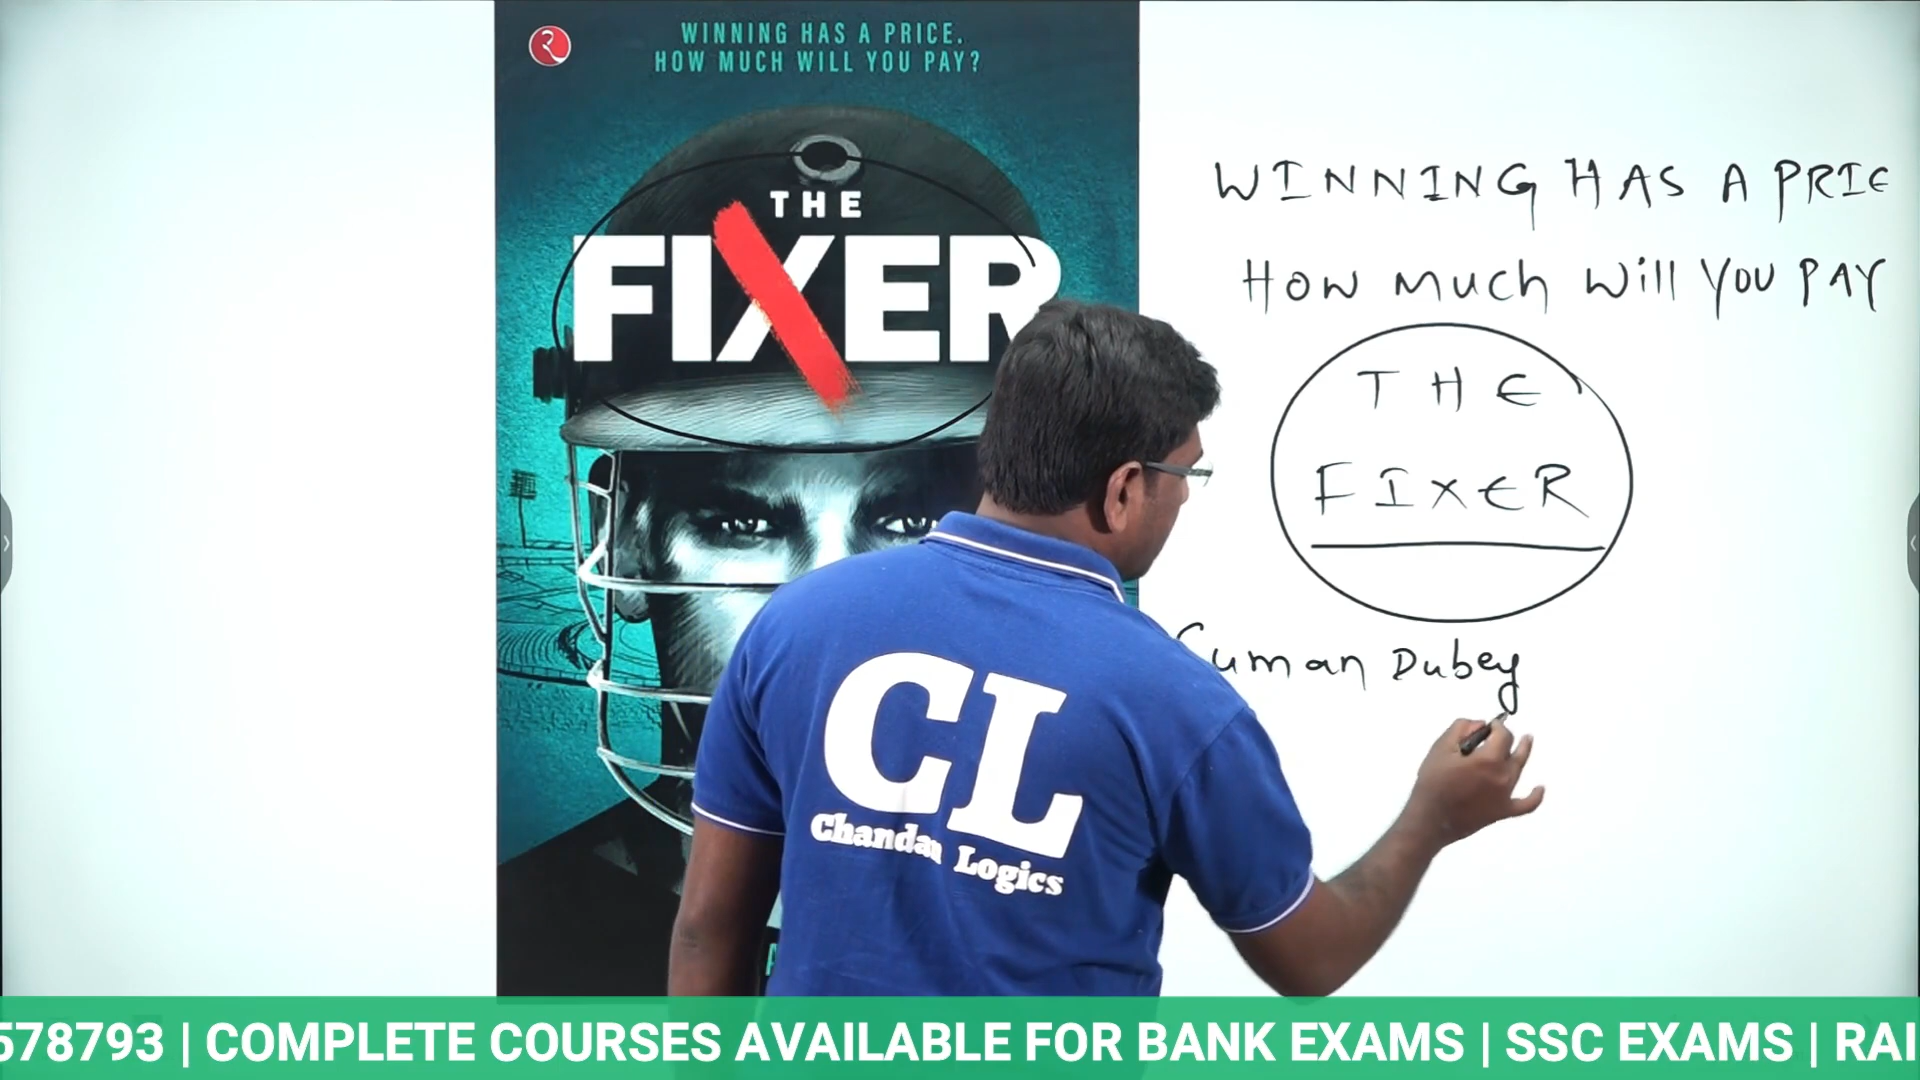 WINNING HAS A PRICE.
HOW MUCH WILL YOU PAY?
THE
FIXER
WINNING HAS A PRIE
HOW MUCH Will YOU PAY
THE
FIXER
Suman Dubey
CL
Chandan Logics
578793 | COMPLETE COURSES AVAILABLE FOR BANK EXAMS | SSC EXAMS | RAI